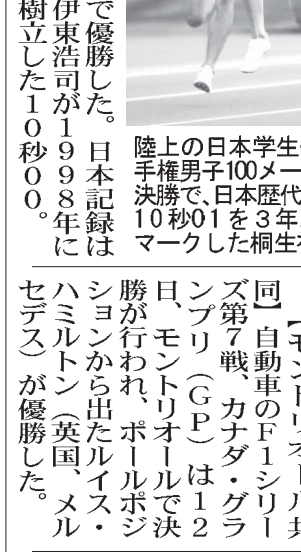 陸上の日本学生
手権男子100メー
決勝で、日本歴代
10秒01を3年
マークした桐生
で優勝した。日本記録は
伊東浩司が1998年に
樹立した10秒00。
【モントリオール共
同】自動車のF1シリー
ズ第7戦、カナダ・グラ
ンプリ（GP）は12
日、モントリオールで決
勝が行われ、ポールポジ
ションから出たルイス・
ハミルトン（英国、メル
セデス）が優勝した。